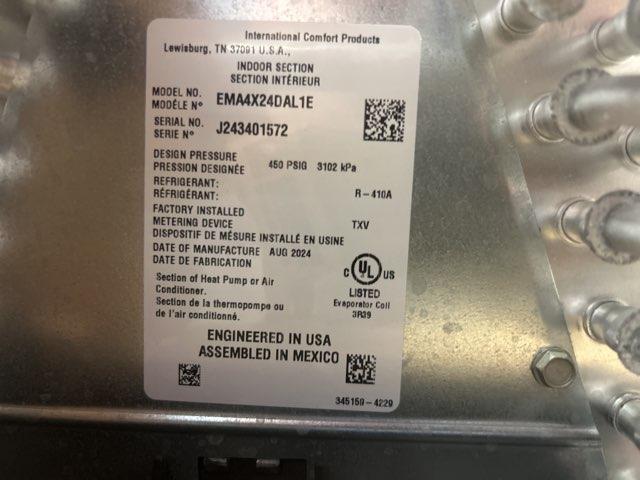 International Comfort Products
Lewisburg, TN 37091 U.S.A.,
INDOOR SECTION
SECTION INTÉRIEUR
MODEL NO.
MODÈLE Nº EMA4X24DAL1E
SERIAL NO.
SERIE Nº J243401572
DESIGN PRESSURE
PRESSION DESIGNÉE 450 PSIG 3102 kPa
REFRIGERANT:
RÉFRIGÉRANT: R-410A
FACTORY INSTALLED
METERING DEVICE TXV
DISPOSITIF DE MÉSURE INSTALLÉ EN USINE
DATE OF MANUFACTURE AUG 2024
DATE DE FABRICATION
Section of Heat Pump or Air
Conditioner.
Section de la thermopompe ou
de l'air conditionné.
C UL US
LISTED
Evaporator Coil
3R39
ENGINEERED IN USA
ASSEMBLED IN MEXICO
345159-4229